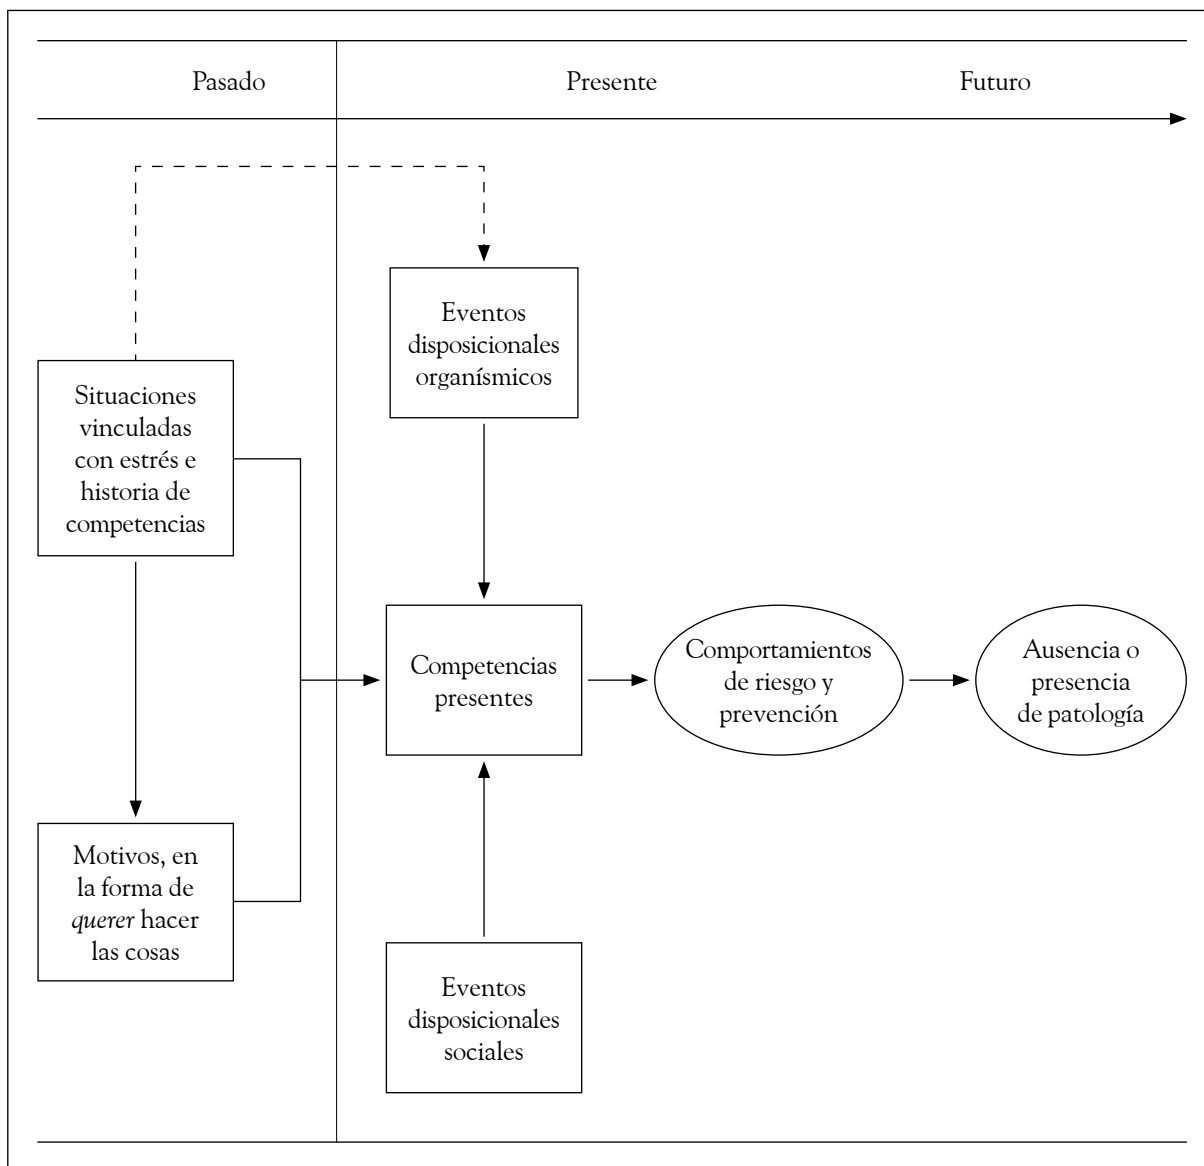 Pasado
Presente
Futuro
Eventos
disposicionales
organísmicos
Situaciones
vinculadas
con estrés e
historia de
competencias
Competencias
presentes
Comportamientos
de riesgo y
prevención
Ausencia o
presencia
de patología
Motivos, en
la forma de
querer hacer
las cosas
Eventos
disposicionales
sociales